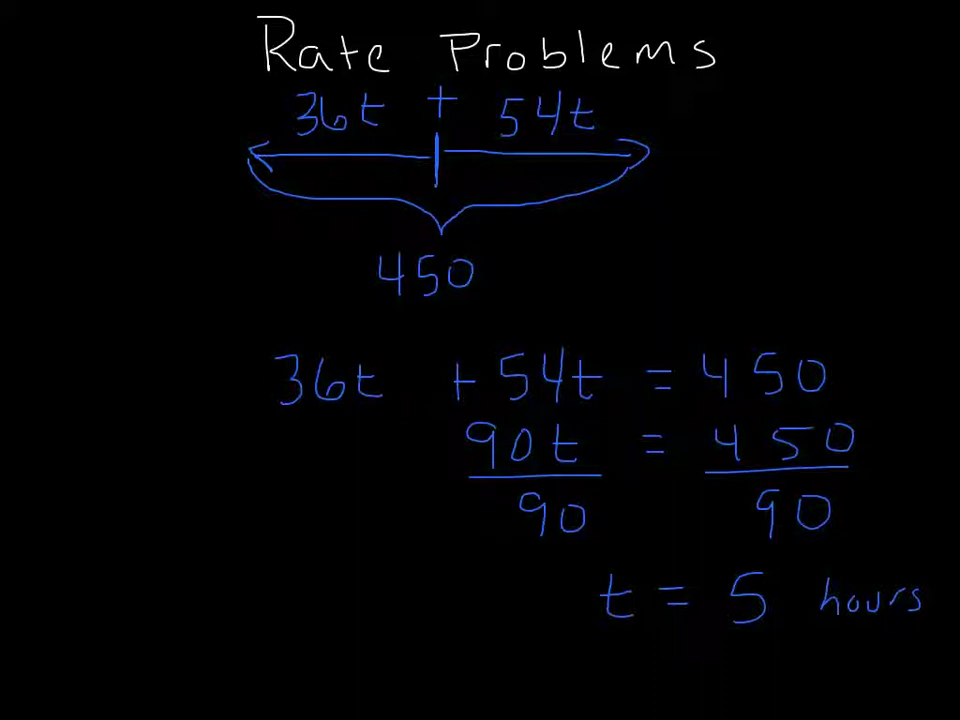 Rate Problems
36t + 54t
450
36t + 54t = 450
90t = 450
90 90
t = 5 hours